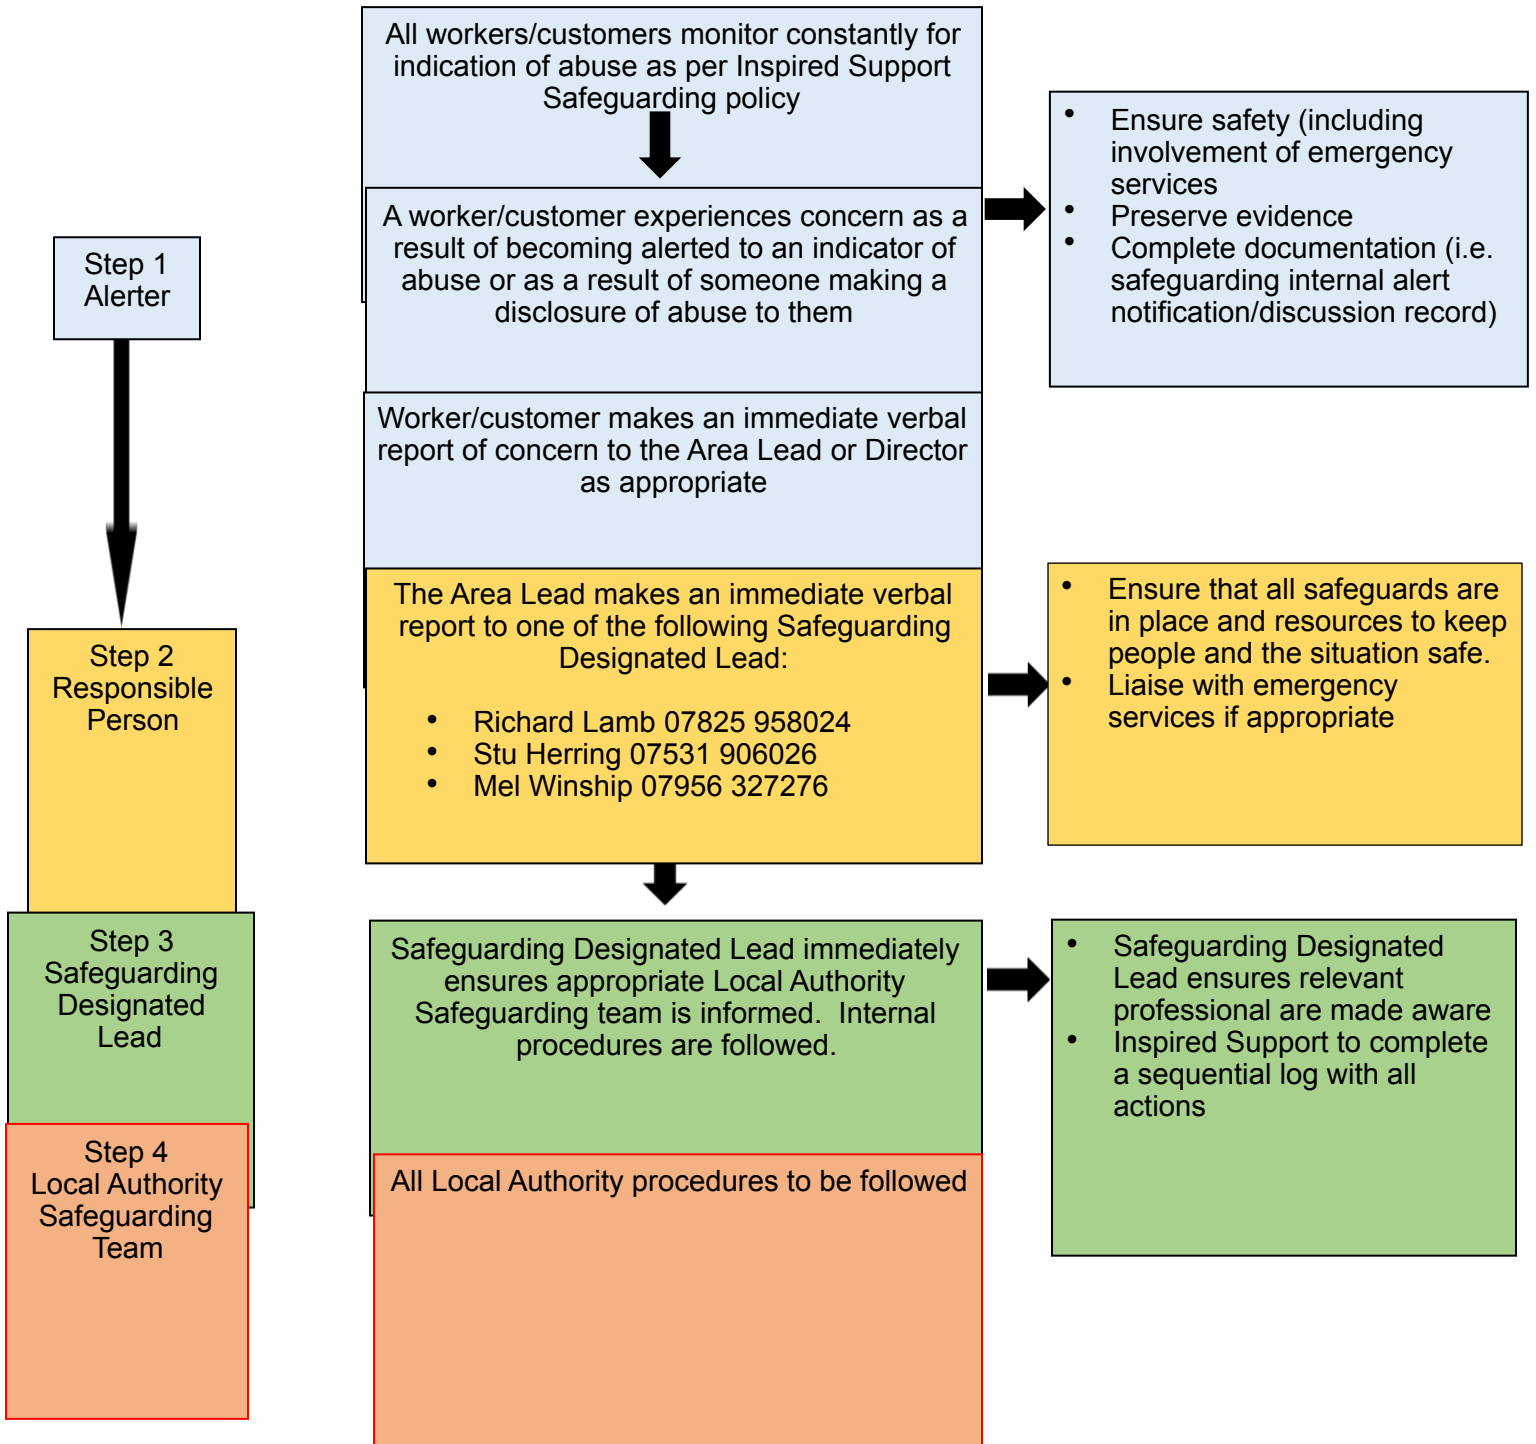 All workers/customers monitor constantly for
indication of abuse as per Inspired Support
Safeguarding policy
• Ensure safety (including
involvement of emergency
services
• Preserve evidence
• Complete documentation (i.e.
safeguarding internal alert
notification/discussion record)
Step 1
Alerter
A worker/customer experiences concern as a
result of becoming alerted to an indicator of
abuse or as a result of someone making a
disclosure of abuse to them
Worker/customer makes an immediate verbal
report of concern to the Area Lead or Director
as appropriate
Step 2
Responsible
Person
The Area Lead makes an immediate verbal
report to one of the following Safeguarding
Designated Lead:
• Richard Lamb 07825 958024
• Stu Herring 07531 906026
• Mel Winship 07956 327276
• Ensure that all safeguards are
in place and resources to keep
people and the situation safe.
• Liaise with emergency
services if appropriate
Step 3
Safeguarding
Designated
Lead
Safeguarding Designated Lead immediately
ensures appropriate Local Authority
Safeguarding team is informed.  Internal
procedures are followed.
• Safeguarding Designated
Lead ensures relevant
professional are made aware
• Inspired Support to complete
a sequential log with all
actions
Step 4
Local Authority
Safeguarding
Team
All Local Authority procedures to be followed